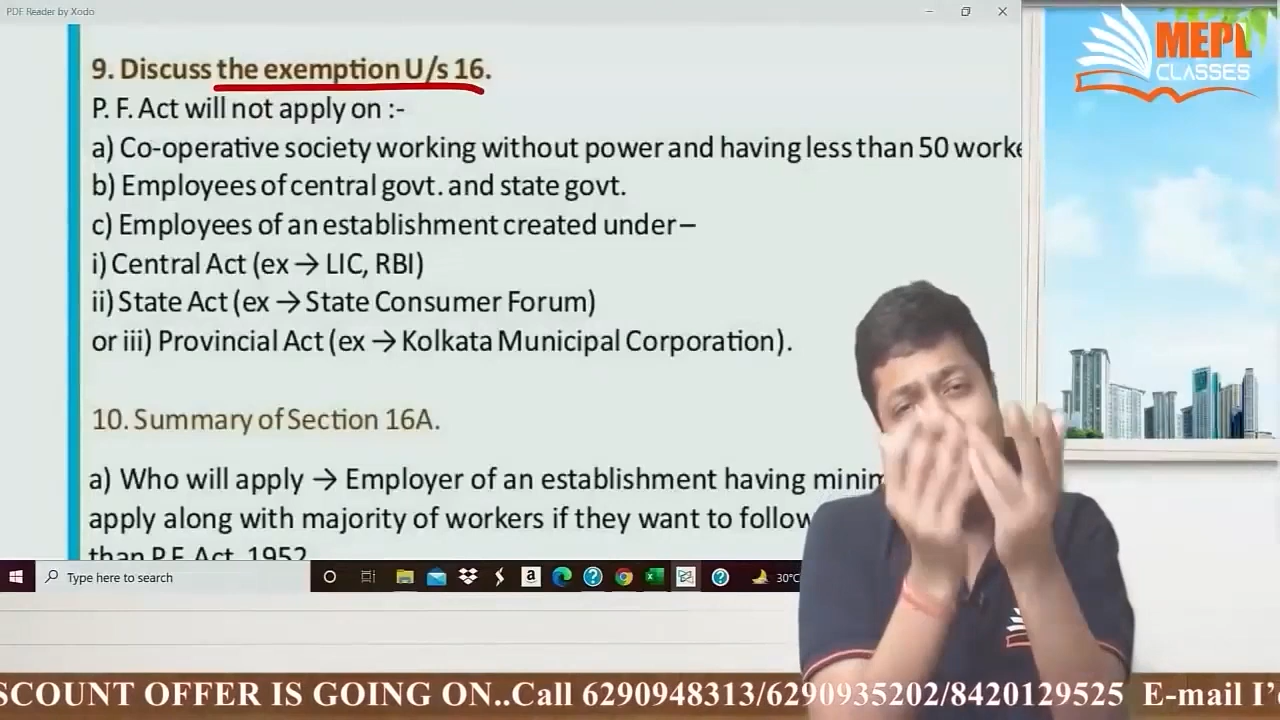 PDF Reader by Xodo
9. Discuss the exemption U/s 16.
P. F. Act will not apply on :-
a) Co-operative society working without power and having less than 50 worke
b) Employees of central govt. and state govt.
c) Employees of an establishment created under –
i) Central Act (ex → LIC, RBI)
ii) State Act (ex → State Consumer Forum)
or iii) Provincial Act (ex → Kolkata Municipal Corporation).
10. Summary of Section 16A.
a) Who will apply → Employer of an establishment having minim
apply along with majority of workers if they want to follow
than P.F. Act, 1952
MEPL
CLASSES
Type here to search
a
30°C
SCOUNT OFFER IS GOING ON..Call 6290948313/6290935202/8420129525 E-mail I'